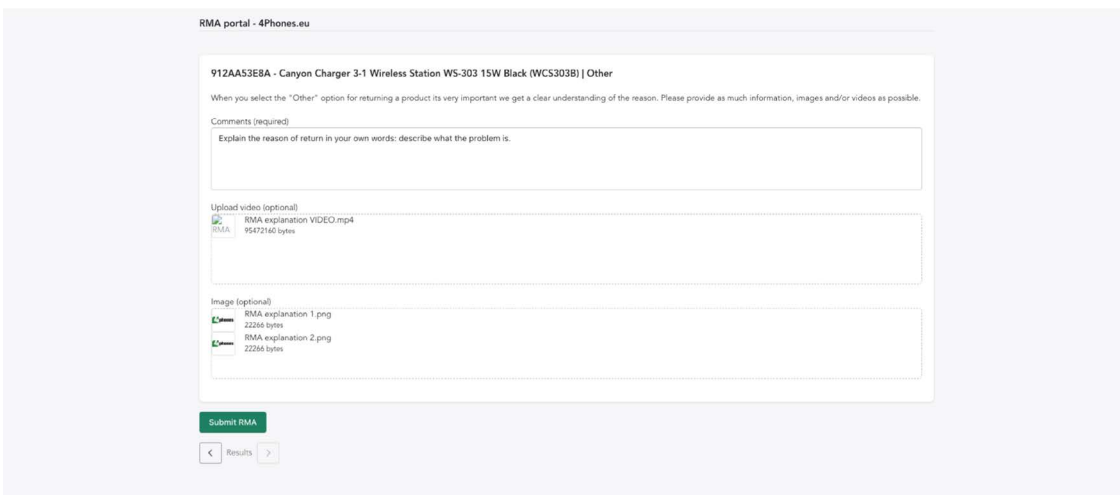 RMA portal - 4Phones.eu
912AA53E8A - Canyon Charger 3-1 Wireless Station WS-303 15W Black (WCS303B) | Other
When you select the "Other" option for returning a product its very important we get a clear understanding of the reason. Please provide as much information, images and/or videos as possible.
Comments (required)
Explain the reason of return in your own words: describe what the problem is.
Upload video (optional)
RMA
RMA explanation VIDEO.mp4
95472160 bytes
Image (optional)
4phones
RMA explanation 1.png
22266 bytes
4phones
RMA explanation 2.png
22266 bytes
Submit RMA
< Results >